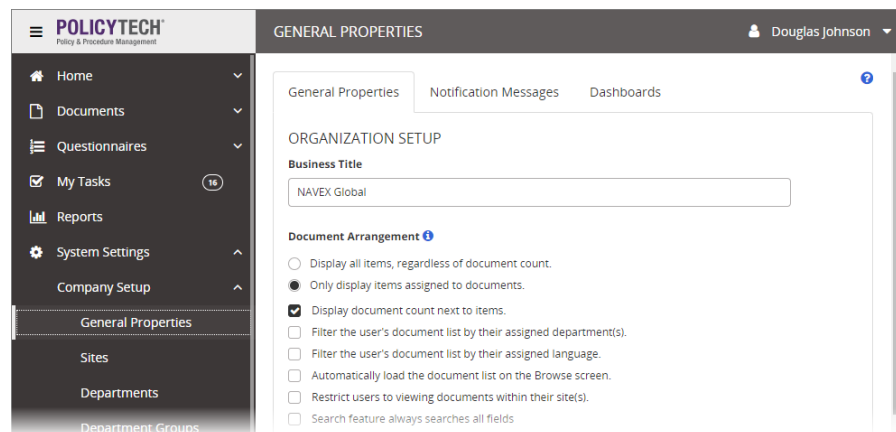 POLICYTECH®
Policy & Procedure Management
GENERAL PROPERTIES
Douglas Johnson
Home
Documents
Questionnaires
My Tasks
16
Reports
System Settings
Company Setup
General Properties
Sites
Departments
Department Groups
General Properties
Notification Messages
Dashboards
?
ORGANIZATION SETUP
Business Title
NAVEX Global
Document Arrangement
Display all items, regardless of document count.
Only display items assigned to documents.
Display document count next to items.
Filter the user's document list by their assigned department(s).
Filter the user's document list by their assigned language.
Automatically load the document list on the Browse screen.
Restrict users to viewing documents within their site(s).
Search feature always searches all fields